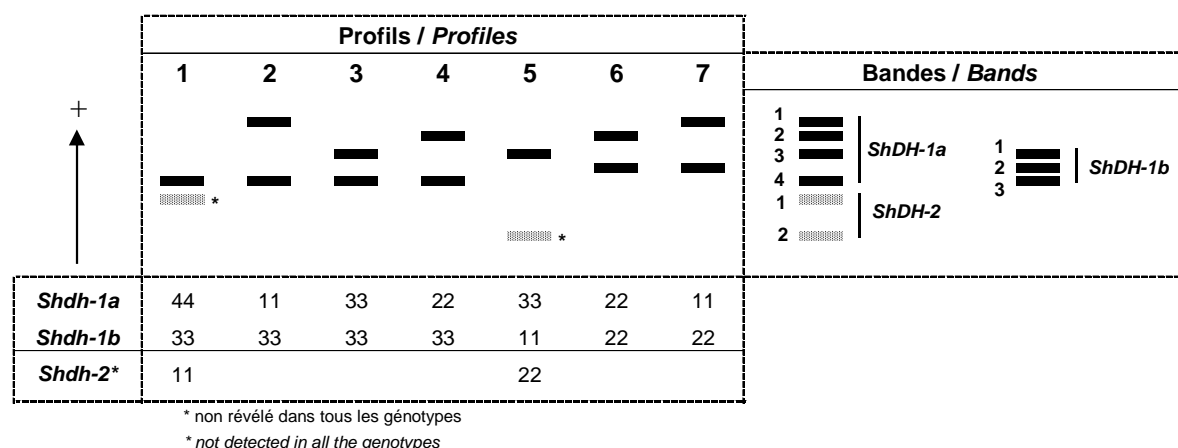 Profils / Profiles
1 2 3 4 5 6 7
Bandes / Bands
+
*
*
1
2
3
4
ShDH-1a
1
2
ShDH-2
1
2
3
ShDH-1b
Shdh-1a 44 11 33 22 33 22 11
Shdh-1b 33 33 33 33 11 22 22
Shdh-2* 11 22
* non révélé dans tous les génotypes
* not detected in all the genotypes